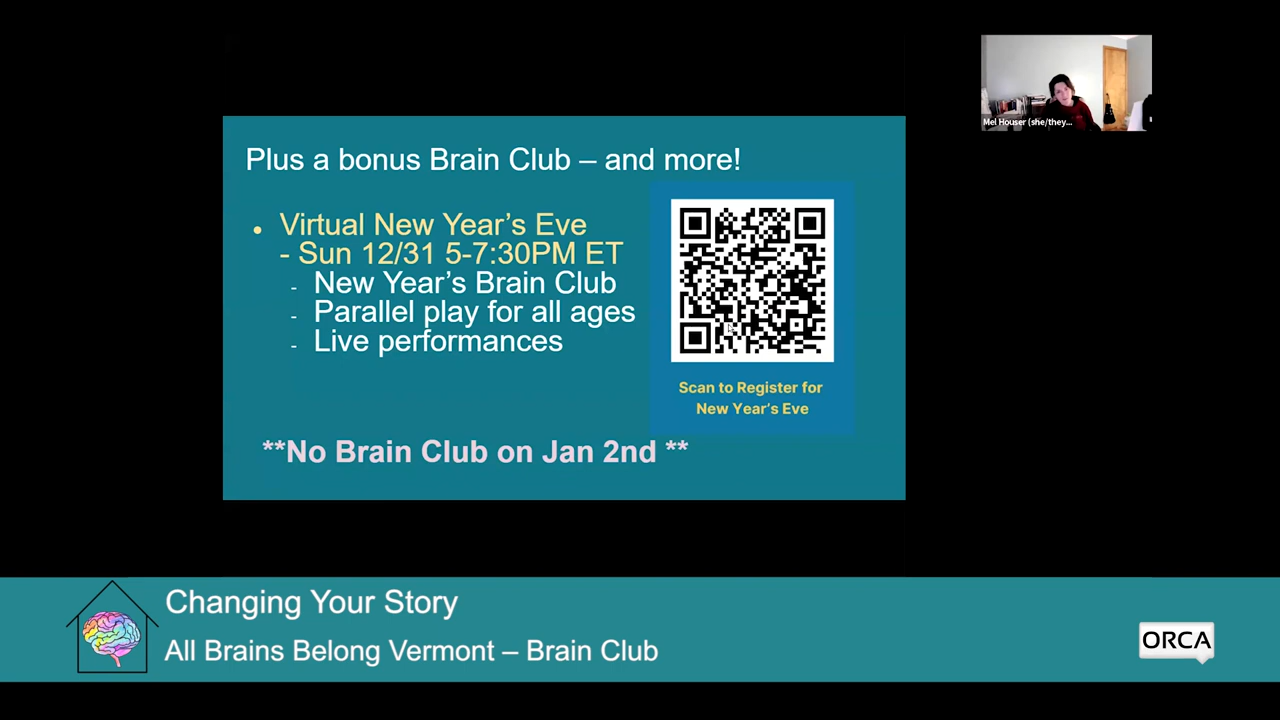 Mel Houser (she/they...
Plus a bonus Brain Club – and more!
• Virtual New Year's Eve
- Sun 12/31 5-7:30PM ET
- New Year's Brain Club
- Parallel play for all ages
- Live performances
Scan to Register for
New Year's Eve
**No Brain Club on Jan 2nd **
Changing Your Story
All Brains Belong Vermont – Brain Club
ORCA